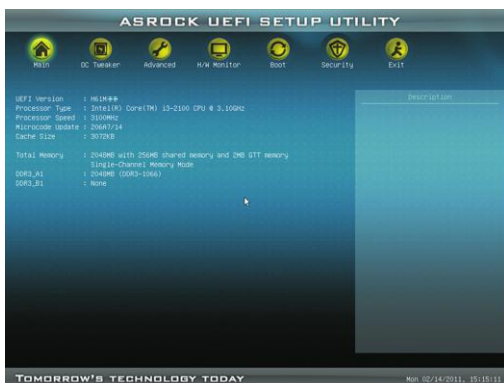 ASROCK UEFI SETUP UTILITY
Main OC Tweaker Advanced H/W Monitor Boot Security Exit
UEFI Version : H61M
Processor Type : Intel(R) Core(TM) i3-2100 CPU @ 3.10GHz
Processor Speed : 3100MHz
Microcode Update : 206A7/14
Cache Size : 3072KB
Total Memory : 2048MB with 256MB shared memory and 2MB GTT memory
Single-Channel Memory Mode
DDR3_A1 : 2048MB (DDR3-1066)
DDR3_B1 : None
Description
TOMORROW'S TECHNOLOGY TODAY
Mon 02/14/2011, 15:15:11